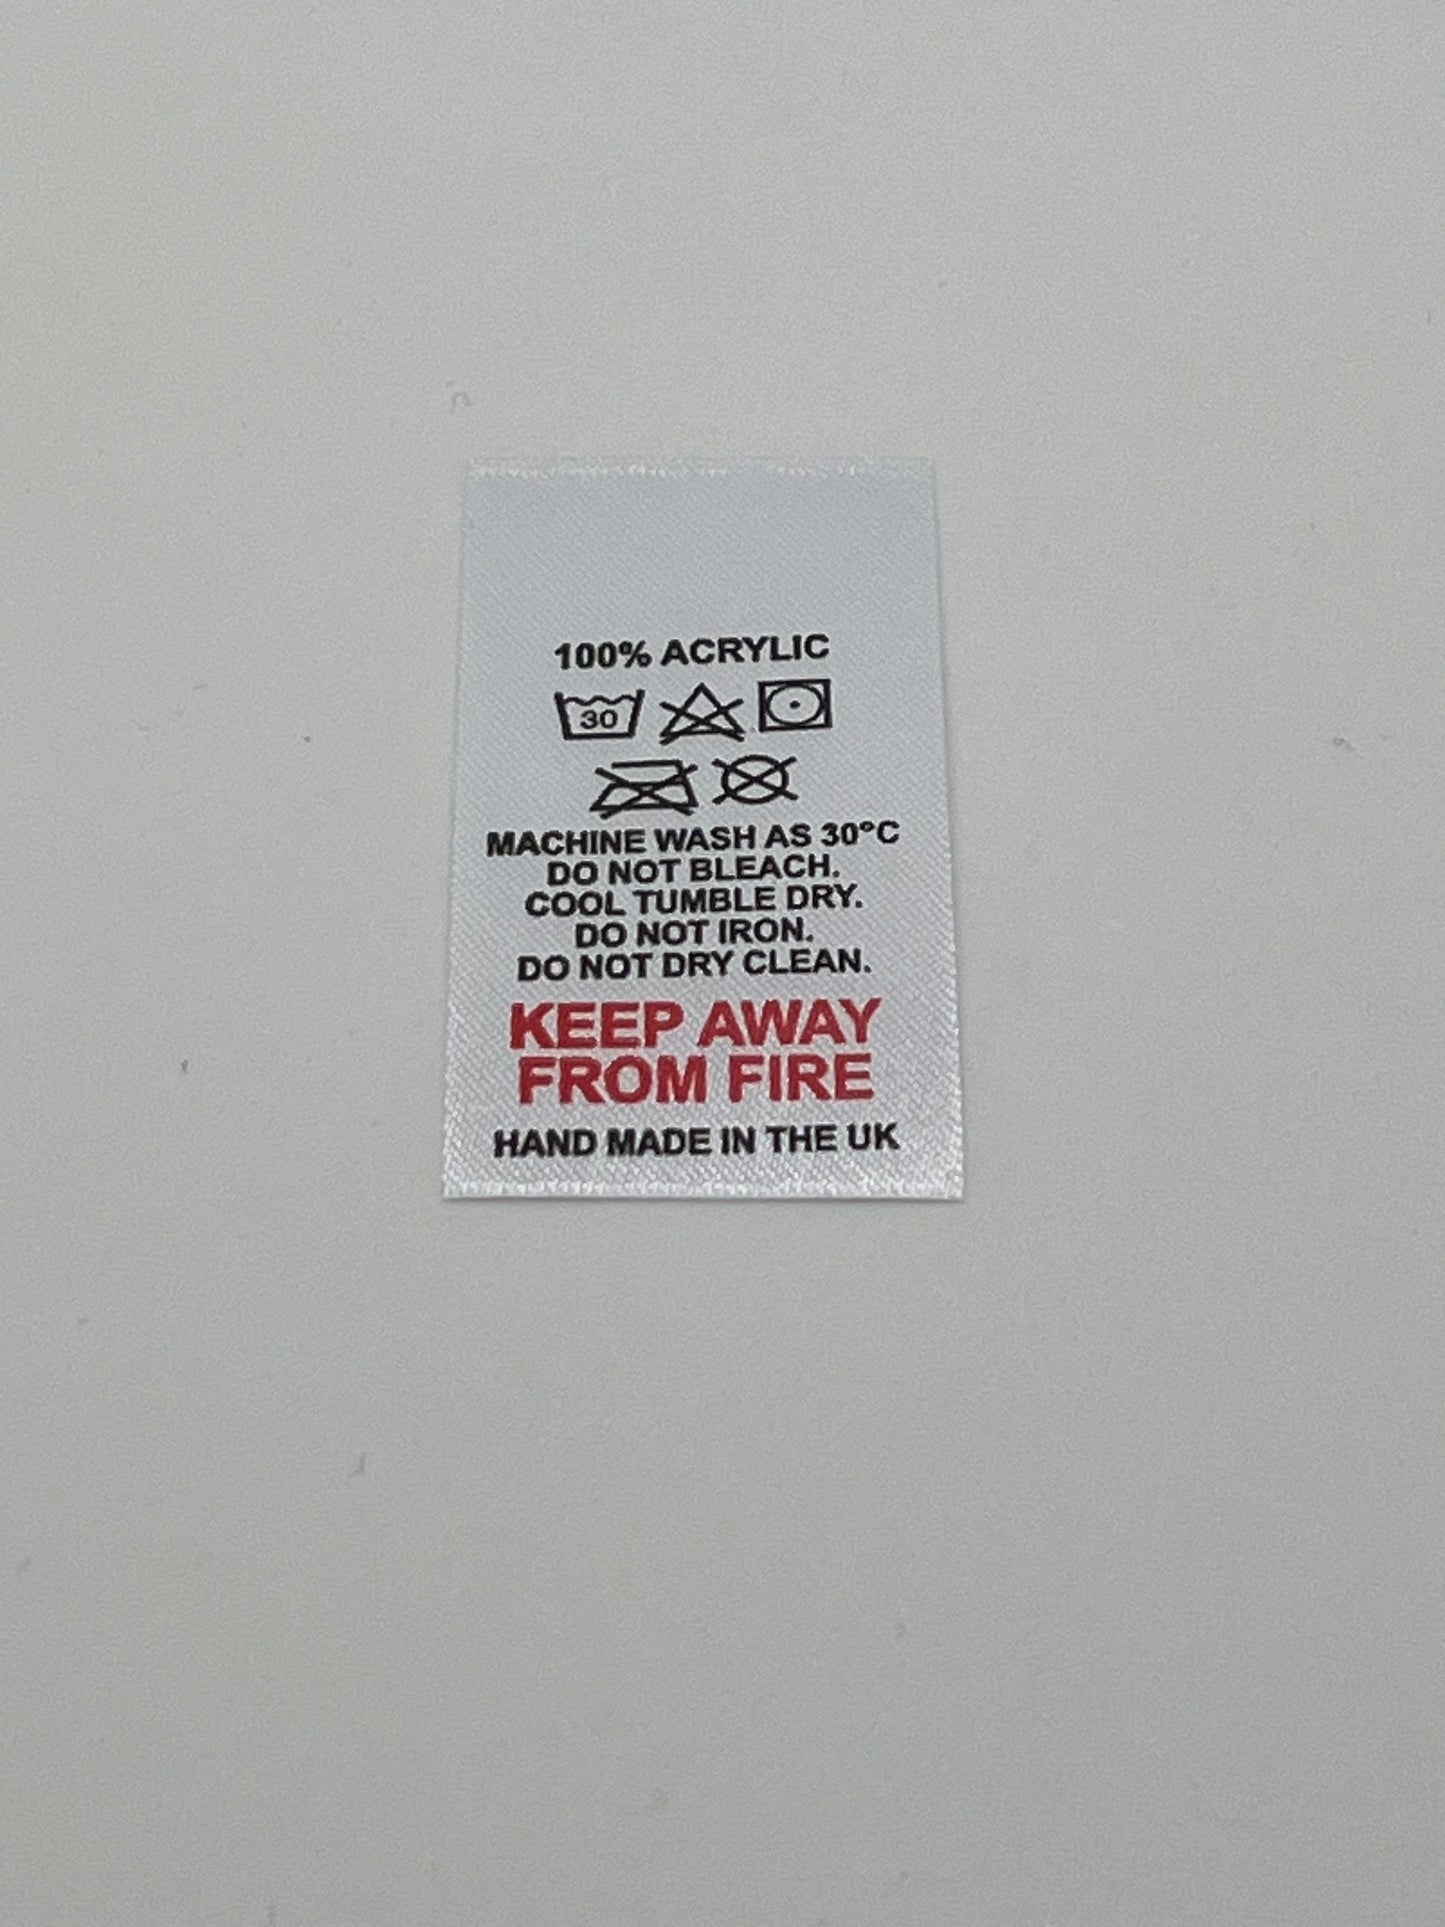 100% ACRYLIC
30
MACHINE WASH AS 30°C
DO NOT BLEACH.
COOL TUMBLE DRY.
DO NOT IRON.
DO NOT DRY CLEAN.
KEEP AWAY
FROM FIRE
HAND MADE IN THE UK